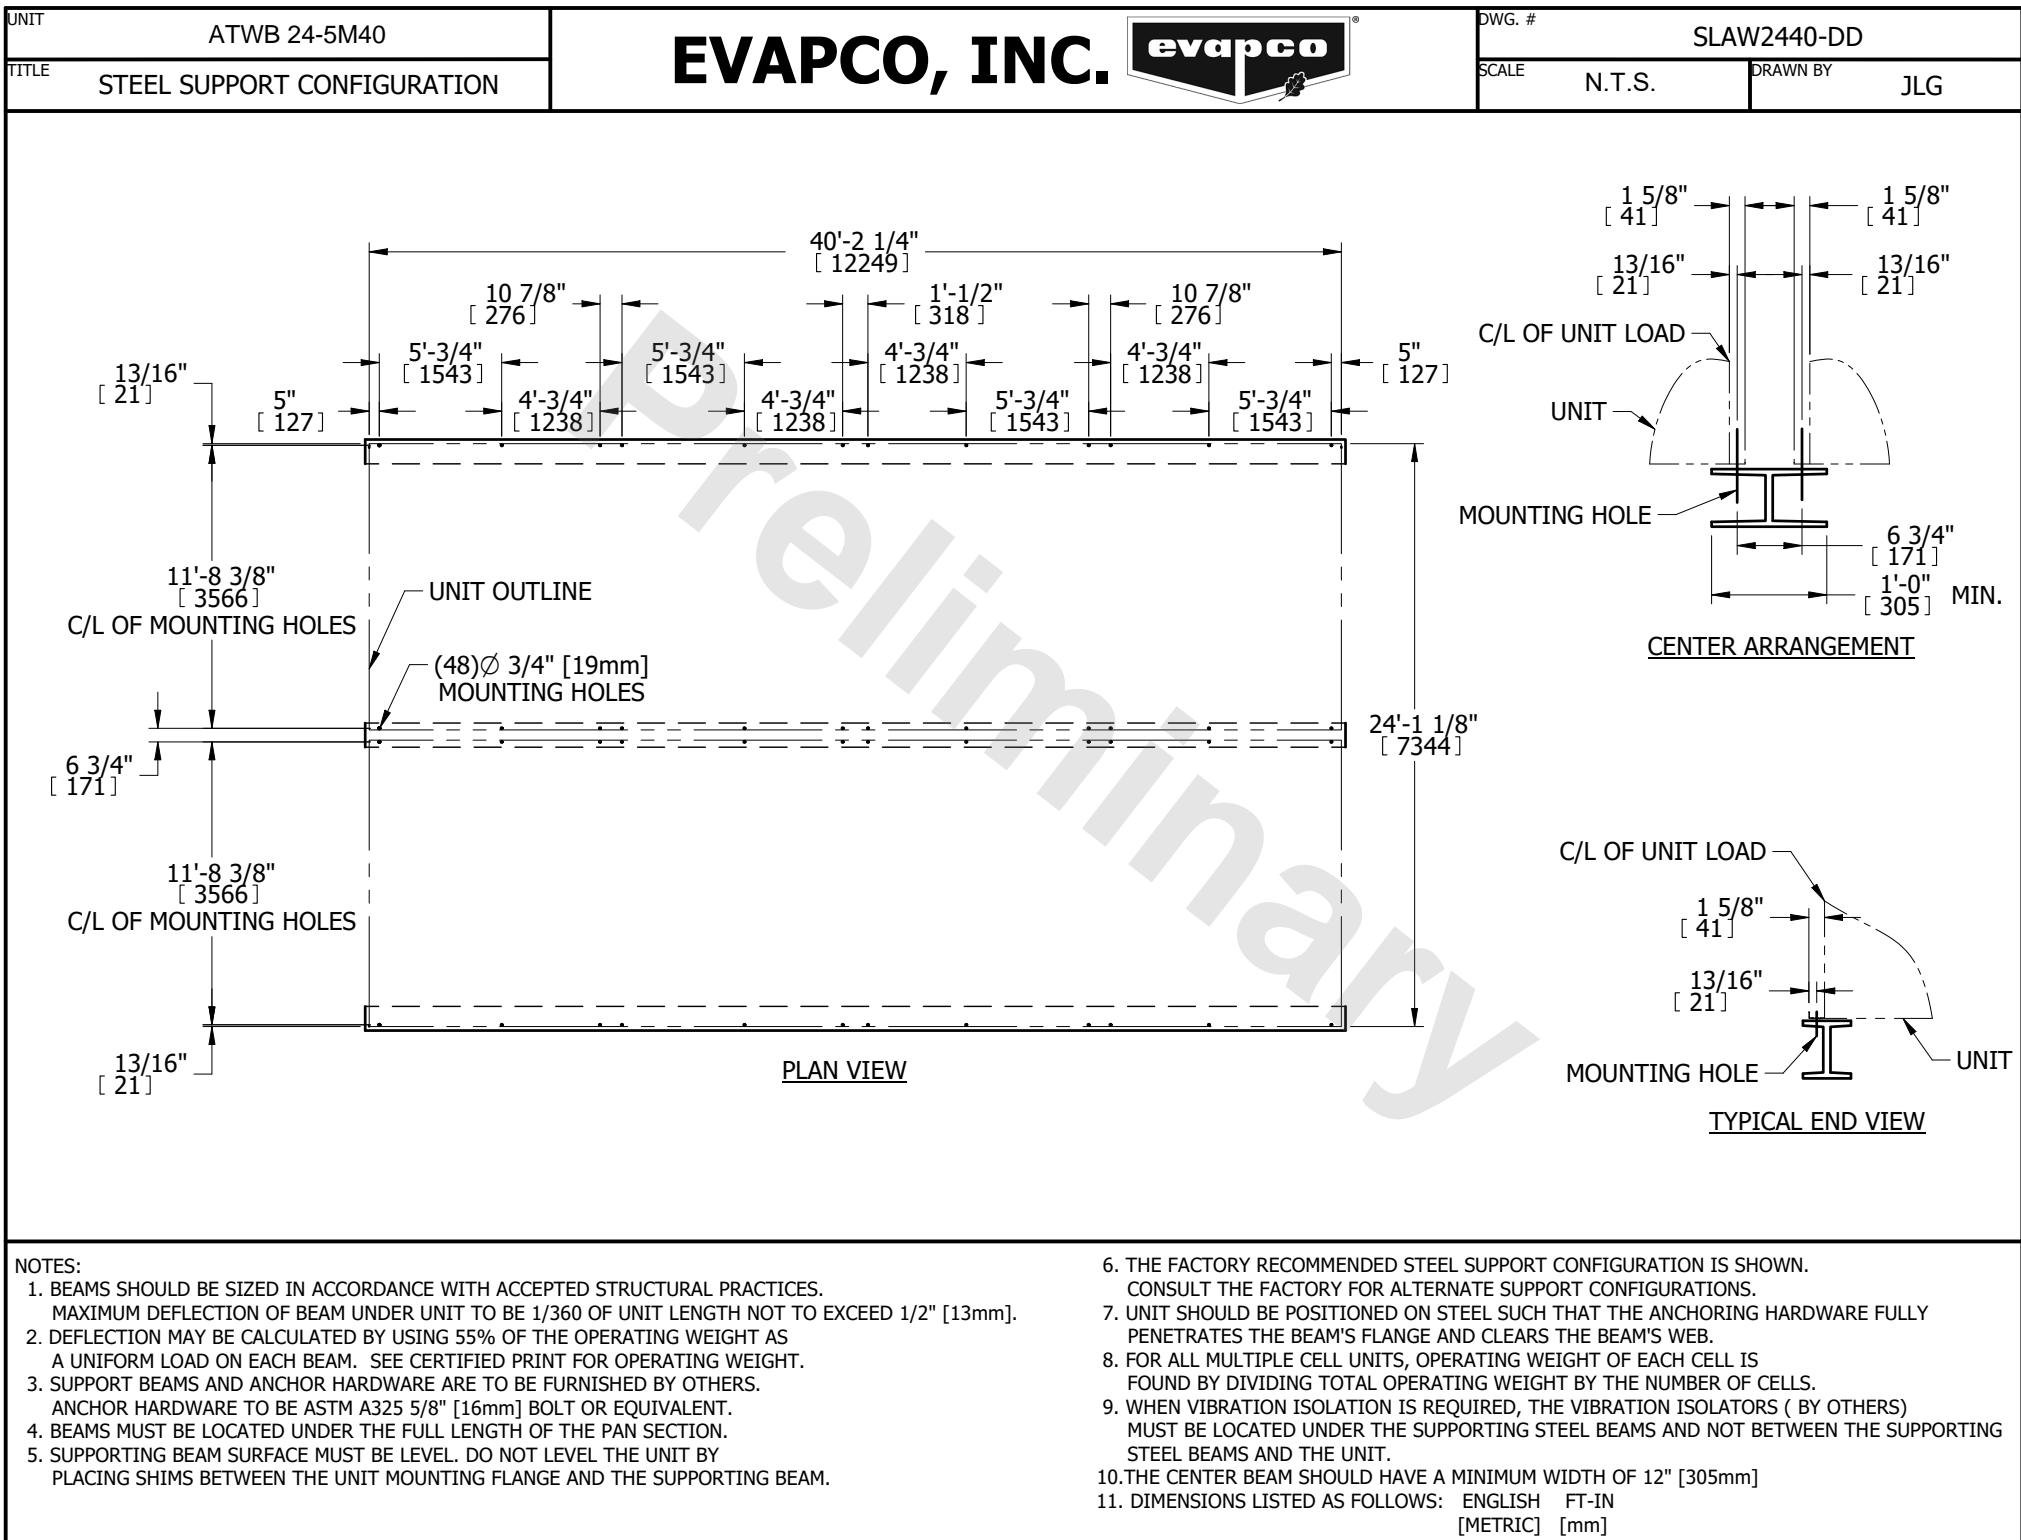 UNIT
ATWB 24-5M40
TITLE
STEEL SUPPORT CONFIGURATION
EVAPCO, INC.
evapco
®
DWG. #
SLAW2440-DD
SCALE
N.T.S.
DRAWN BY
JLG
40'-2 1/4"
[ 12249]
10 7/8"
[ 276]
1'-1/2"
[ 318 ]
10 7/8"
[ 276]
5'-3/4"
[ 1543]
5'-3/4"
[ 1543]
4'-3/4"
[ 1238]
4'-3/4"
[ 1238]
5"
[ 127]
13/16"
[ 21]
5"
[ 127]
4'-3/4"
[ 1238]
4'-3/4"
[ 1238]
5'-3/4"
[ 1543]
5'-3/4"
[ 1543]
11'-8 3/8"
[ 3566]
C/L OF MOUNTING HOLES
UNIT OUTLINE
(48)Ø 3/4" [19mm]
MOUNTING HOLES
6 3/4"
[ 171]
24'-1 1/8"
[ 7344]
11'-8 3/8"
[ 3566]
C/L OF MOUNTING HOLES
13/16"
[ 21]
PLAN VIEW
Preliminary
1 5/8"
[ 41]
1 5/8"
[ 41]
13/16"
[ 21]
13/16"
[ 21]
C/L OF UNIT LOAD
UNIT
MOUNTING HOLE
6 3/4"
[ 171]
1'-0"
[ 305] MIN.
CENTER ARRANGEMENT
C/L OF UNIT LOAD
1 5/8"
[ 41]
13/16"
[ 21]
MOUNTING HOLE
UNIT
TYPICAL END VIEW
NOTES:
1. BEAMS SHOULD BE SIZED IN ACCORDANCE WITH ACCEPTED STRUCTURAL PRACTICES.
MAXIMUM DEFLECTION OF BEAM UNDER UNIT TO BE 1/360 OF UNIT LENGTH NOT TO EXCEED 1/2" [13mm].
2. DEFLECTION MAY BE CALCULATED BY USING 55% OF THE OPERATING WEIGHT AS
A UNIFORM LOAD ON EACH BEAM. SEE CERTIFIED PRINT FOR OPERATING WEIGHT.
3. SUPPORT BEAMS AND ANCHOR HARDWARE ARE TO BE FURNISHED BY OTHERS.
ANCHOR HARDWARE TO BE ASTM A325 5/8" [16mm] BOLT OR EQUIVALENT.
4. BEAMS MUST BE LOCATED UNDER THE FULL LENGTH OF THE PAN SECTION.
5. SUPPORTING BEAM SURFACE MUST BE LEVEL. DO NOT LEVEL THE UNIT BY
PLACING SHIMS BETWEEN THE UNIT MOUNTING FLANGE AND THE SUPPORTING BEAM.
6. THE FACTORY RECOMMENDED STEEL SUPPORT CONFIGURATION IS SHOWN.
CONSULT THE FACTORY FOR ALTERNATE SUPPORT CONFIGURATIONS.
7. UNIT SHOULD BE POSITIONED ON STEEL SUCH THAT THE ANCHORING HARDWARE FULLY
PENETRATES THE BEAM'S FLANGE AND CLEARS THE BEAM'S WEB.
8. FOR ALL MULTIPLE CELL UNITS, OPERATING WEIGHT OF EACH CELL IS
FOUND BY DIVIDING TOTAL OPERATING WEIGHT BY THE NUMBER OF CELLS.
9. WHEN VIBRATION ISOLATION IS REQUIRED, THE VIBRATION ISOLATORS ( BY OTHERS)
MUST BE LOCATED UNDER THE SUPPORTING STEEL BEAMS AND NOT BETWEEN THE SUPPORTING
STEEL BEAMS AND THE UNIT.
10.THE CENTER BEAM SHOULD HAVE A MINIMUM WIDTH OF 12" [305mm]
11. DIMENSIONS LISTED AS FOLLOWS: ENGLISH FT-IN
[METRIC] [mm]